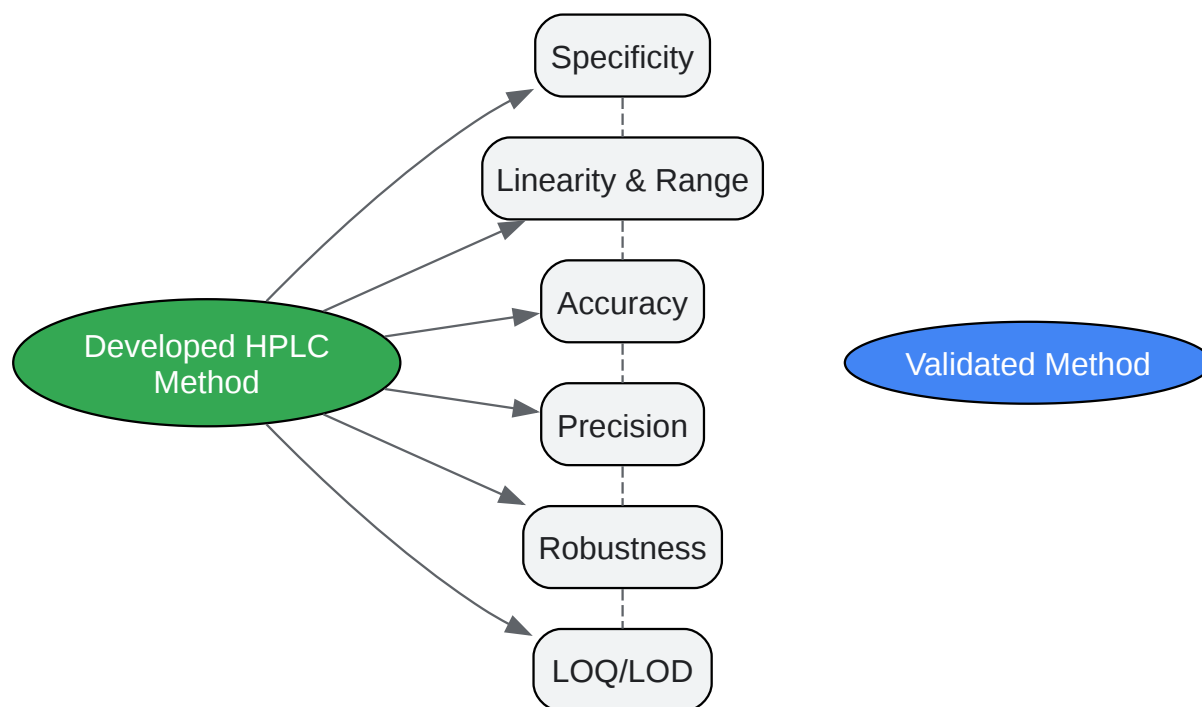 Specificity
Linearity & Range
Accuracy
Developed HPLC
Method
Validated Method
Precision
Robustness
LOQ/LOD